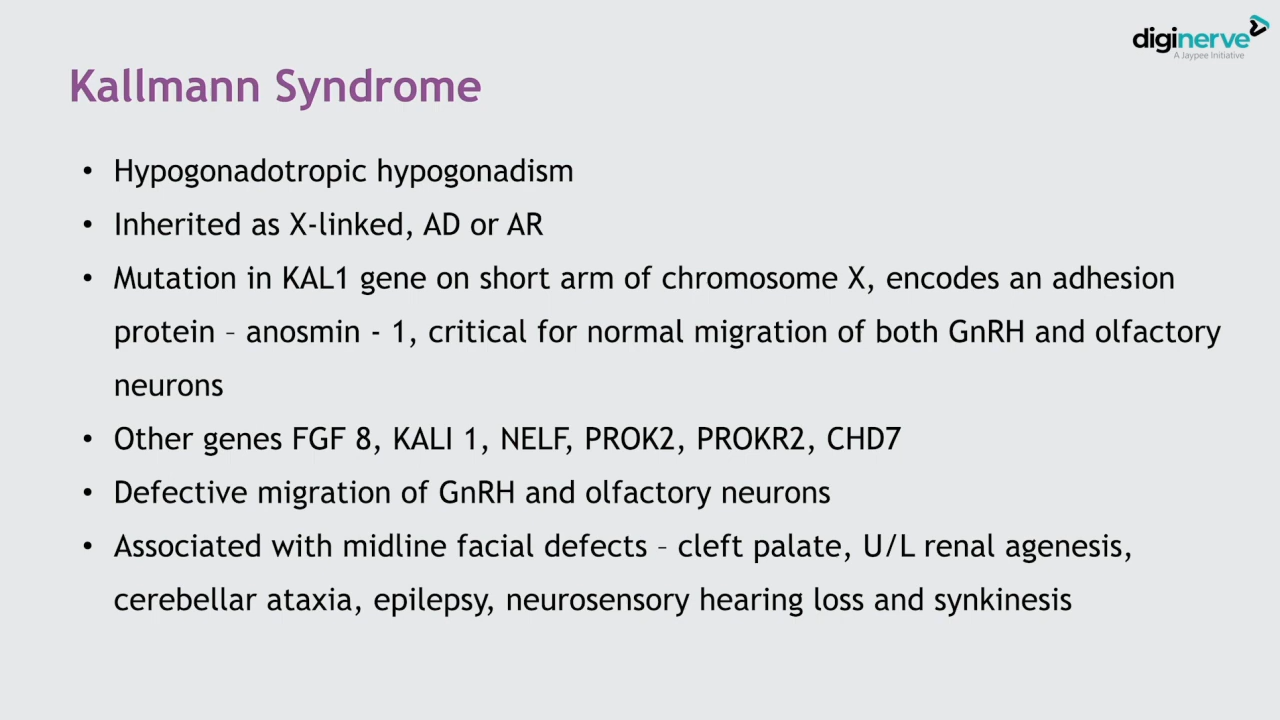 diginerve
A Jaypee Initiative
Kallmann Syndrome
• Hypogonadotropic hypogonadism
• Inherited as X-linked, AD or AR
• Mutation in KAL1 gene on short arm of chromosome X, encodes an adhesion
protein – anosmin - 1, critical for normal migration of both GnRH and olfactory
neurons
• Other genes FGF 8, KALI 1, NELF, PROK2, PROKR2, CHD7
• Defective migration of GnRH and olfactory neurons
• Associated with midline facial defects – cleft palate, U/L renal agenesis,
cerebellar ataxia, epilepsy, neurosensory hearing loss and synkinesis